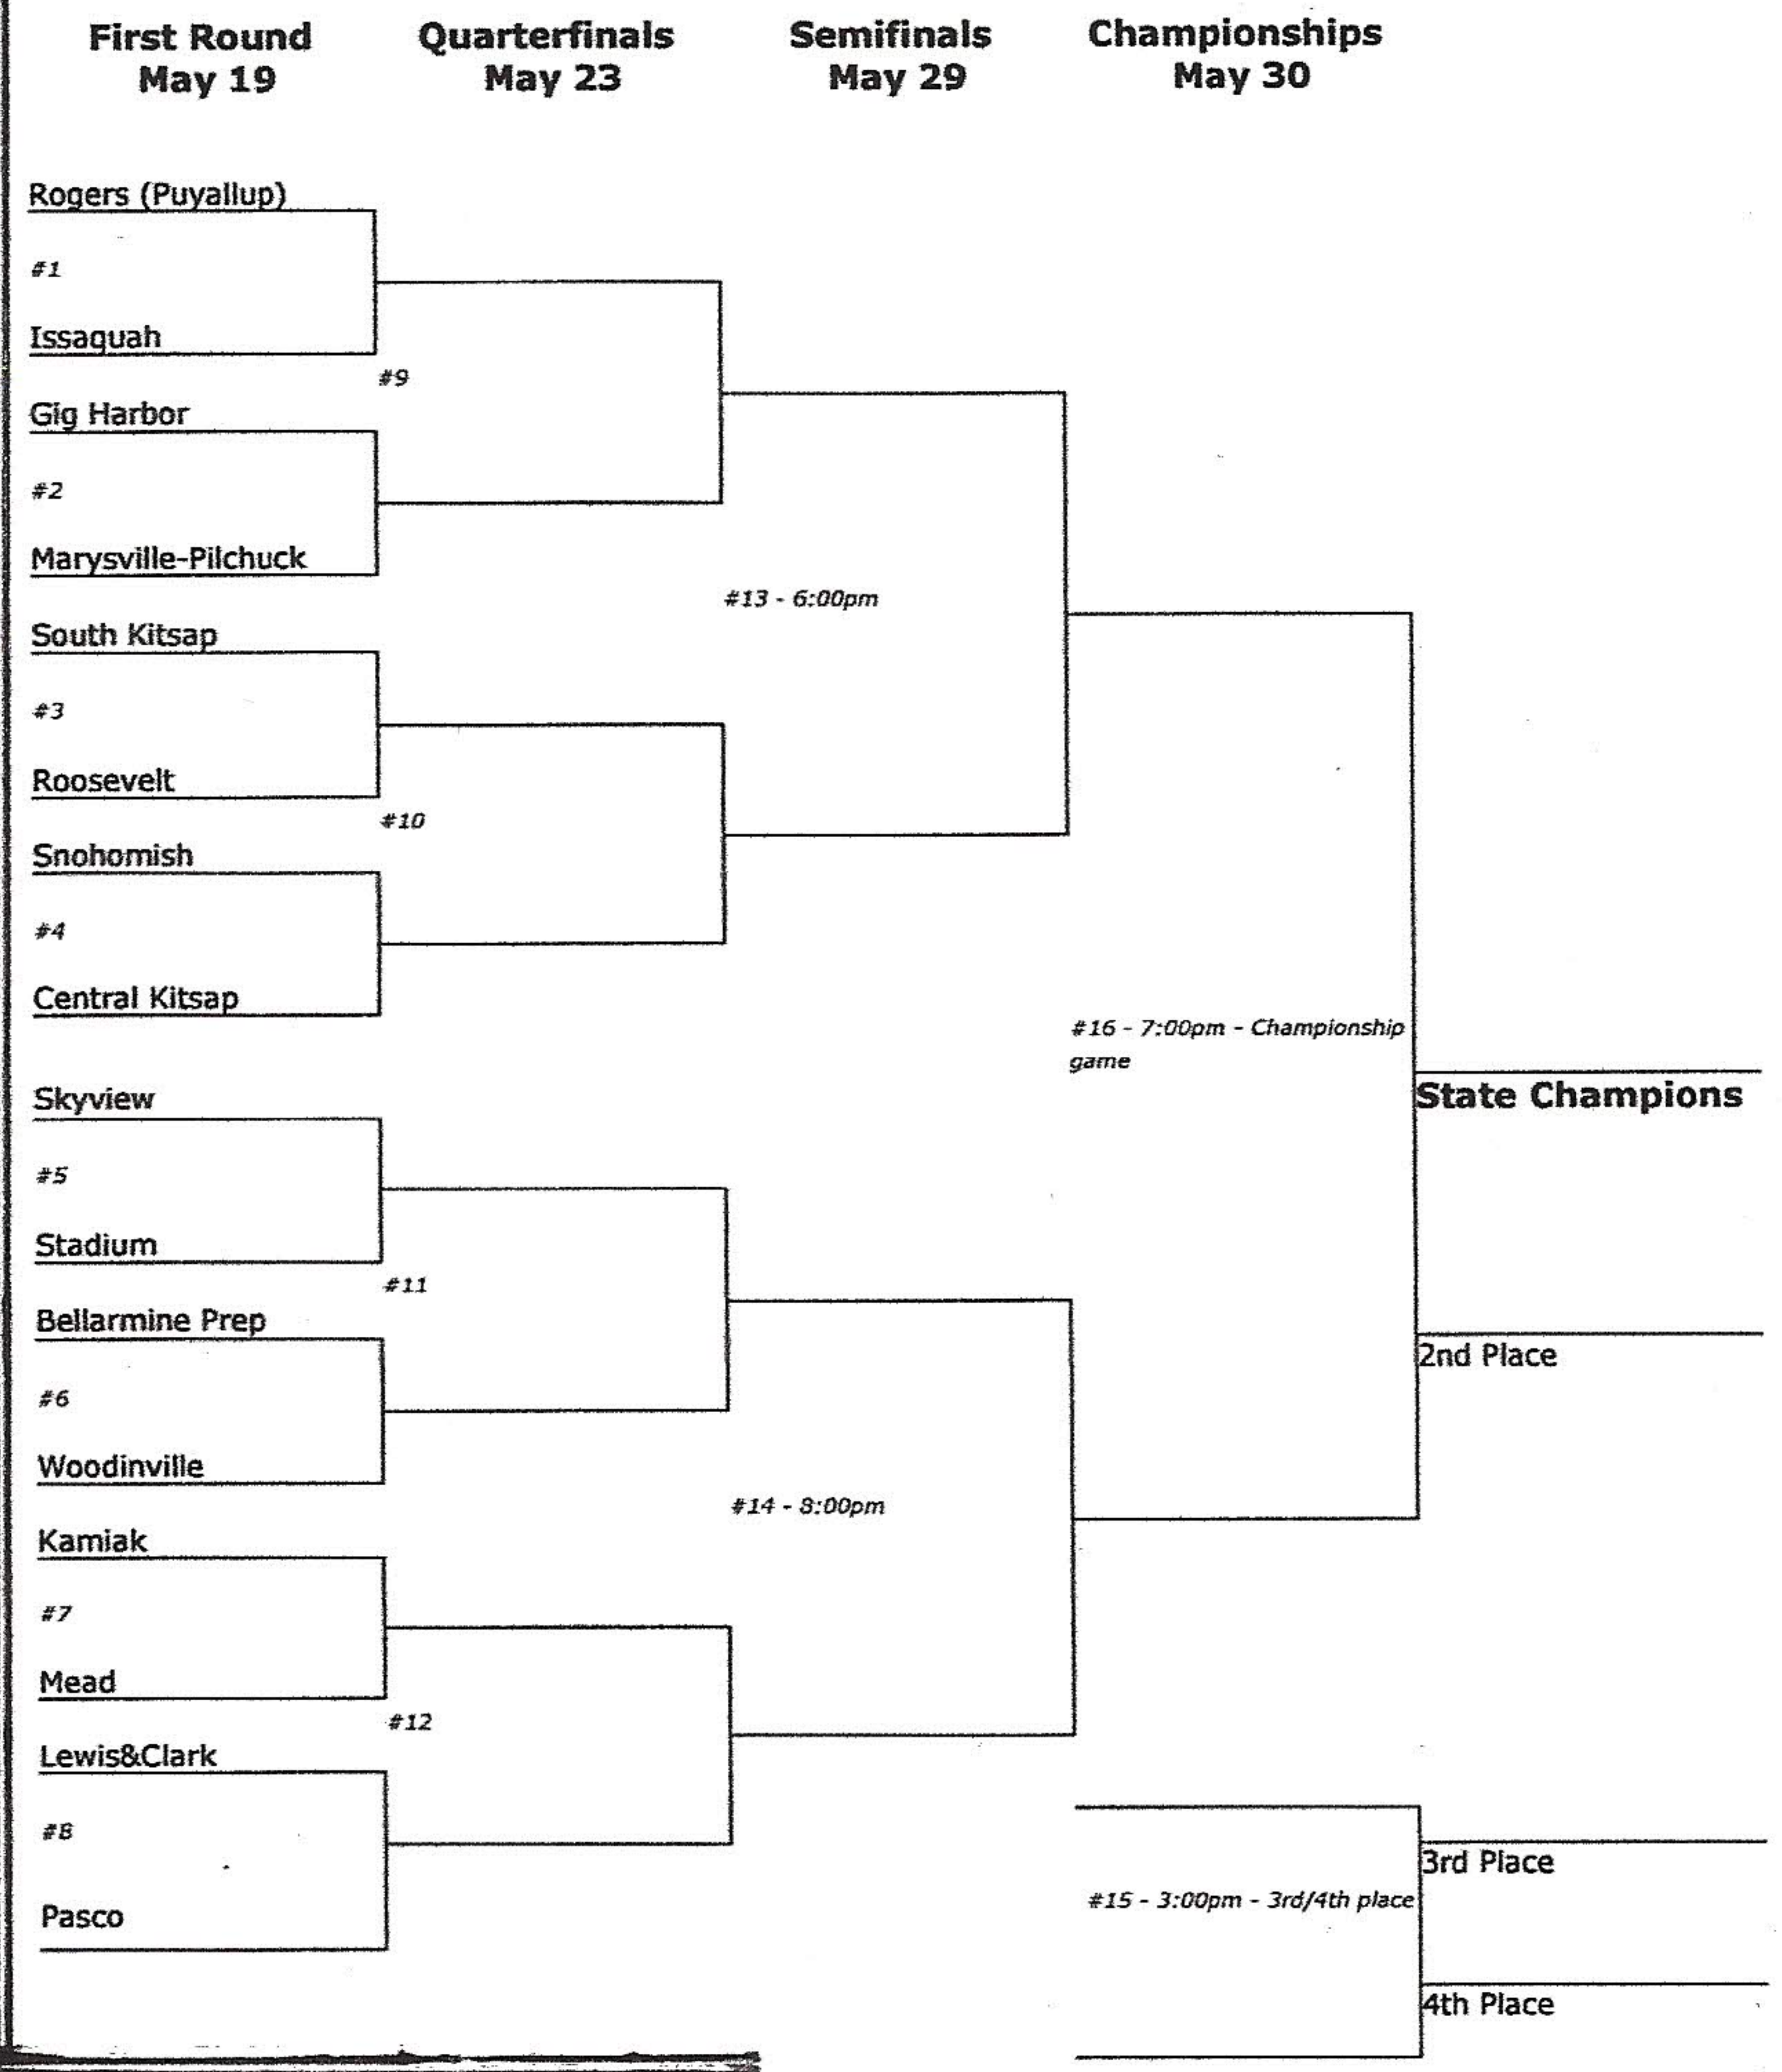 First Round
May 19
Quarterfinals
May 23
Semifinals
May 29
Championships
May 30
Rogers (Puyallup)
#1
Issaquah
#9
Gig Harbor
#2
Marysville-Pilchuck
#13 - 6:00pm
South Kitsap
#3
Roosevelt
#10
Snohomish
#4
Central Kitsap
#16 - 7:00pm - Championship
game
State Champions
Skyview
#5
Stadium
#11
Bellarmine Prep
2nd Place
#6
Woodinville
#14 - 8:00pm
Kamiak
#7
Mead
#12
Lewis&Clark
#8
Pasco
3rd Place
#15 - 3:00pm - 3rd/4th place
4th Place